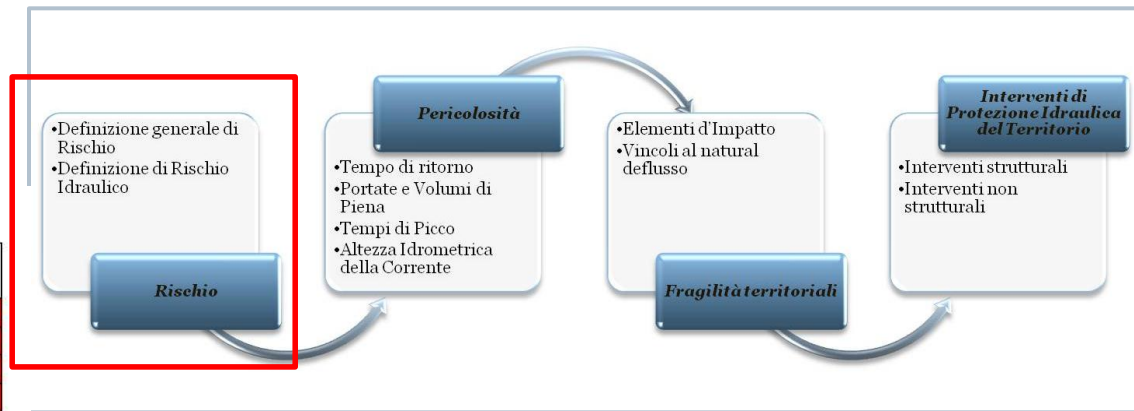 •Definizione generale di
Rischio
•Definizione di Rischio
Idraulico
Rischio
Pericolosità
•Tempo di ritorno
•Portate e Volumi di
Piena
•Tempi di Picco
•Altezza Idrometrica
della Corrente
•Elementi d'Impatto
•Vincoli al natural
deflusso
Fragilità territoriali
Interventi di
Protezione Idraulica
del Territorio
•Interventi strutturali
•Interventi non
strutturali